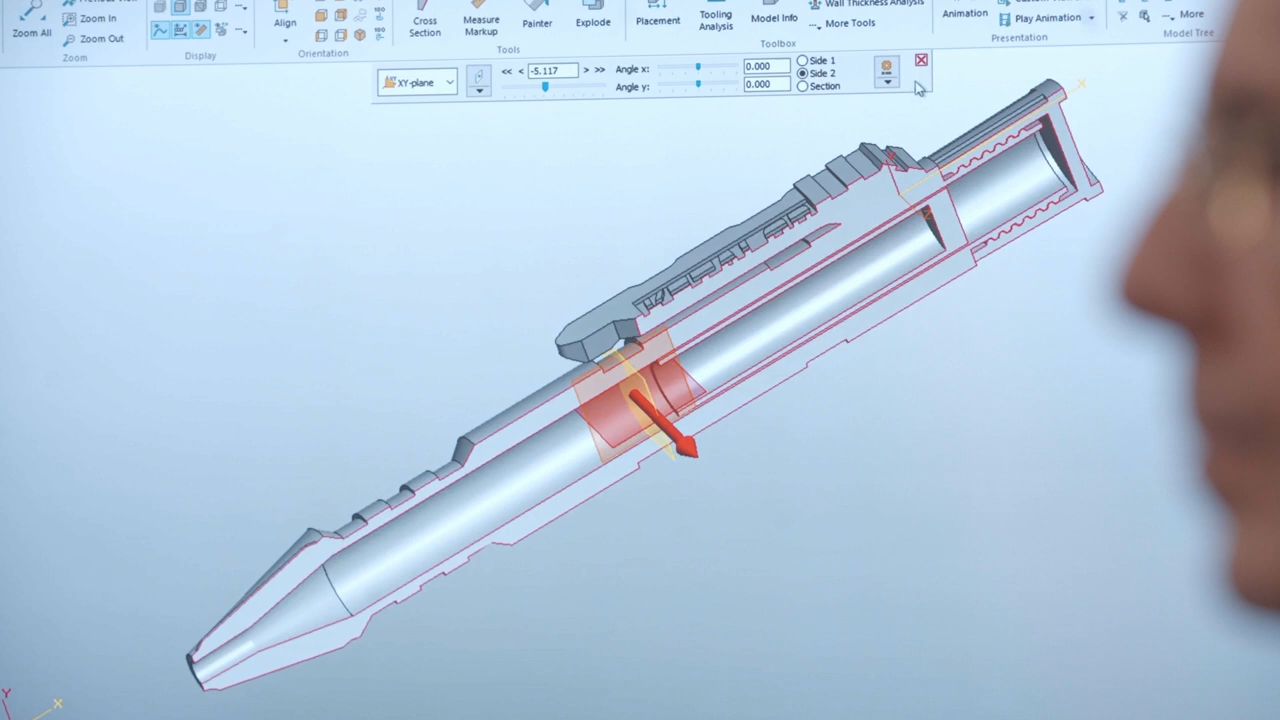 Zoom All
Zoom In
Zoom Out
Zoom
Display
Align
Orientation
Cross
Section
Measure
Markup
Painter
Explode
Tools
Placement
Tooling
Analysis
Model Info
Wall Thickness Analysis
More Tools
Toolbox
Animation
Play Animation
Presentation
More
Model Tree
XY-plane
<< < -5.117 > >>
Angle x:
0.000
Angle y:
0.000
Side 1
Side 2
Section
X
Y
X